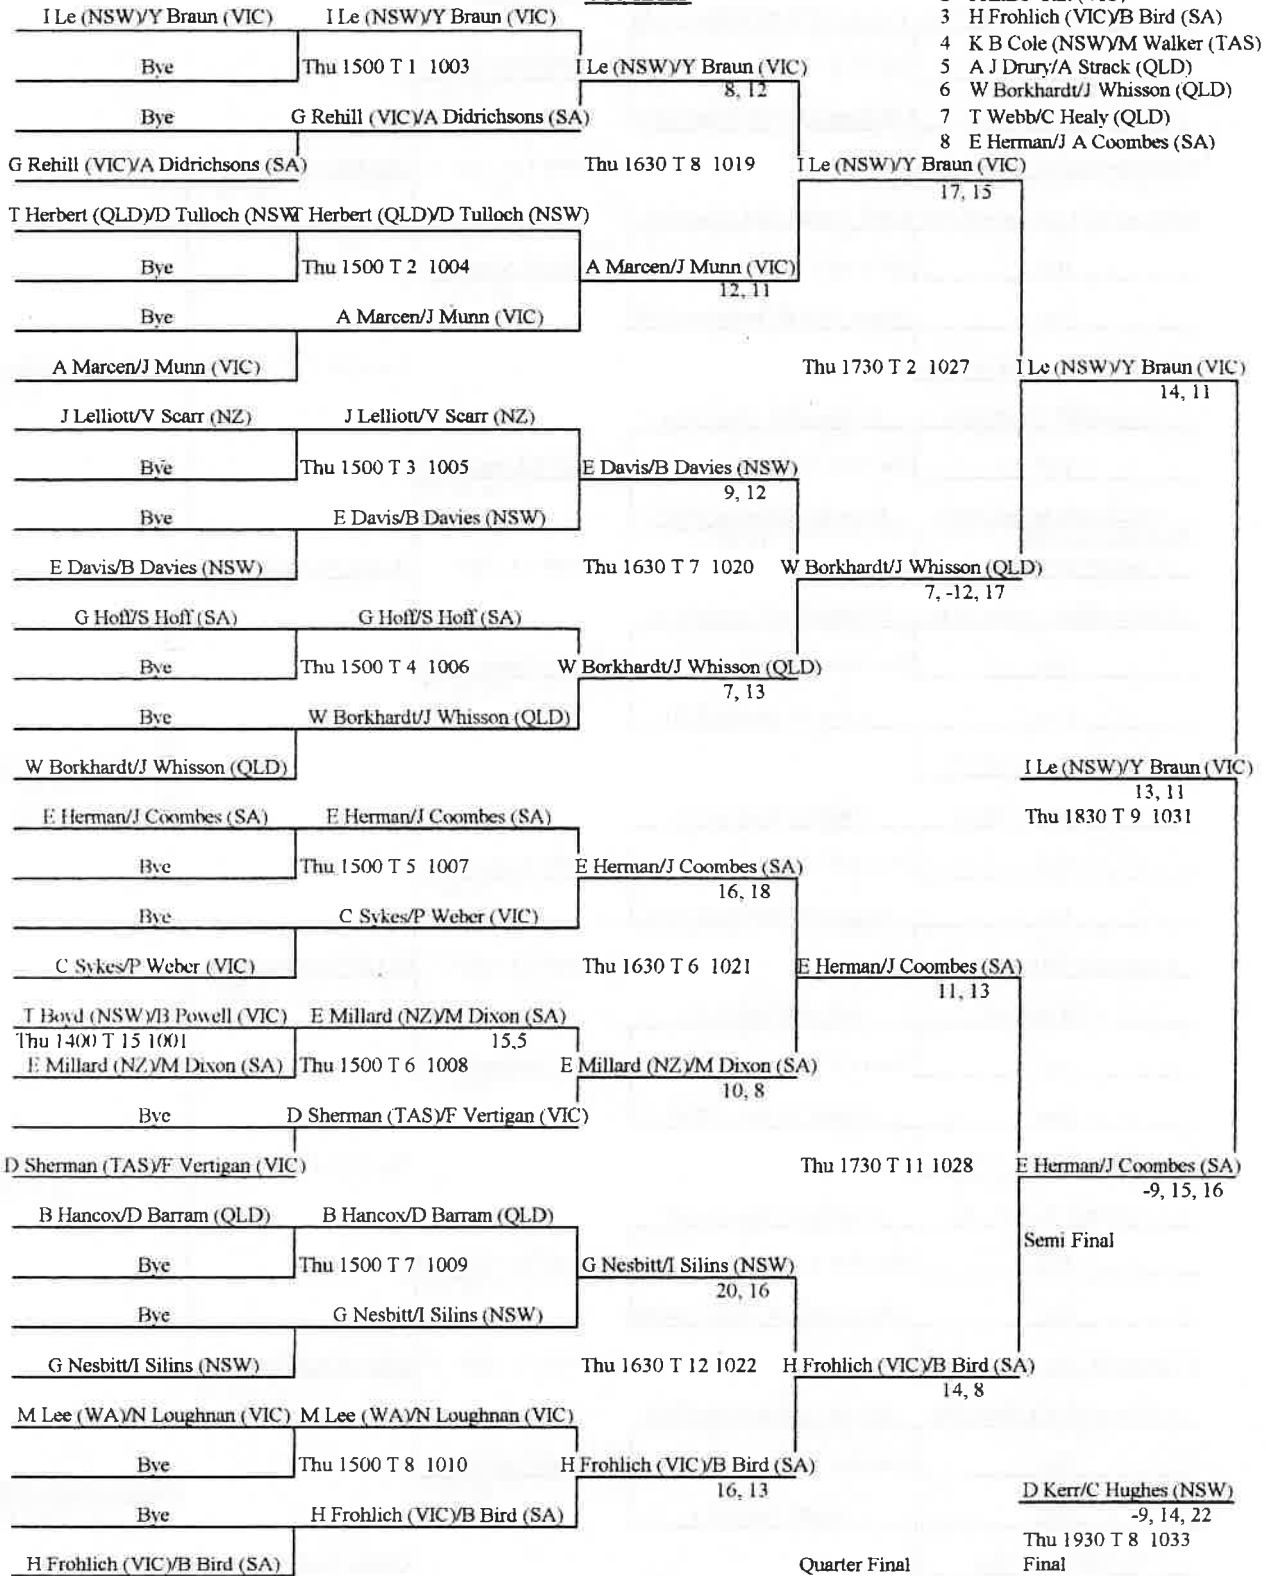 3 H Frohlich (VIC)/B Bird (SA)
4 K B Cole (NSW)/M Walker (TAS)
5 A J Drury/A Strack (QLD)
6 W Borkhardt/J Whisson (QLD)
7 T Webb/C Healy (QLD)
8 E Herman/J A Coombes (SA)
I Le (NSW)/Y Braun (VIC)
Bye
Bye
G Rehill (VIC)/A Didrichsons (SA)
T Herbert (QLD)/D Tulloch (NSW
Bye
Bye
A Marcen/J Munn (VIC)
J Lelliott/V Scarr (NZ)
Bye
Bye
E Davis/B Davies (NSW)
G Hoff/S Hoff (SA)
Bye
Bye
W Borkhardt/J Whisson (QLD)
E Herman/J Coombes (SA)
Bye
Bye
C Sykes/P Weber (VIC)
T Boyd (NSW)/B Powell (VIC)
Thu 1400 T 15 1001
E Millard (NZ)/M Dixon (SA)
Bye
D Sherman (TAS)/F Vertigan (VIC)
B Hancox/D Barram (QLD)
Bye
Bye
G Nesbitt/I Silins (NSW)
M Lee (WA)/N Loughnan (VIC)
Bye
Bye
H Frohlich (VIC)/B Bird (SA)
I Le (NSW)/Y Braun (VIC)
Thu 1500 T 1 1003
G Rehill (VIC)/A Didrichsons (SA)
T Herbert (QLD)/D Tulloch (NSW)
Thu 1500 T 2 1004
A Marcen/J Munn (VIC)
J Lelliott/V Scarr (NZ)
Thu 1500 T 3 1005
E Davis/B Davies (NSW)
G Hoff/S Hoff (SA)
Thu 1500 T 4 1006
W Borkhardt/J Whisson (QLD)
E Herman/J Coombes (SA)
Thu 1500 T 5 1007
C Sykes/P Weber (VIC)
E Millard (NZ)/M Dixon (SA)
15,5
Thu 1500 T 6 1008
D Sherman (TAS)/F Vertigan (VIC)
B Hancox/D Barram (QLD)
Thu 1500 T 7 1009
G Nesbitt/I Silins (NSW)
M Lee (WA)/N Loughnan (VIC)
Thu 1500 T 8 1010
H Frohlich (VIC)/B Bird (SA)
I Le (NSW)/Y Braun (VIC)
8, 12
Thu 1630 T 8 1019
A Marcen/J Munn (VIC)
12, 11
E Davis/B Davies (NSW)
9, 12
Thu 1630 T 7 1020
W Borkhardt/J Whisson (QLD)
7, 13
E Herman/J Coombes (SA)
16, 18
Thu 1630 T 6 1021
E Millard (NZ)/M Dixon (SA)
10, 8
G Nesbitt/I Silins (NSW)
20, 16
Thu 1630 T 12 1022
H Frohlich (VIC)/B Bird (SA)
16, 13
I Le (NSW)/Y Braun (VIC)
17, 15
Thu 1730 T 2 1027
W Borkhardt/J Whisson (QLD)
7, -12, 17
E Herman/J Coombes (SA)
11, 13
Thu 1730 T 11 1028
H Frohlich (VIC)/B Bird (SA)
14, 8
Quarter Final
I Le (NSW)/Y Braun (VIC)
14, 11
I Le (NSW)/Y Braun (VIC)
13, 11
Thu 1830 T 9 1031
E Herman/J Coombes (SA)
-9, 15, 16
Semi Final
D Kerr/C Hughes (NSW)
-9, 14, 22
Thu 1930 T 8 1033
Final